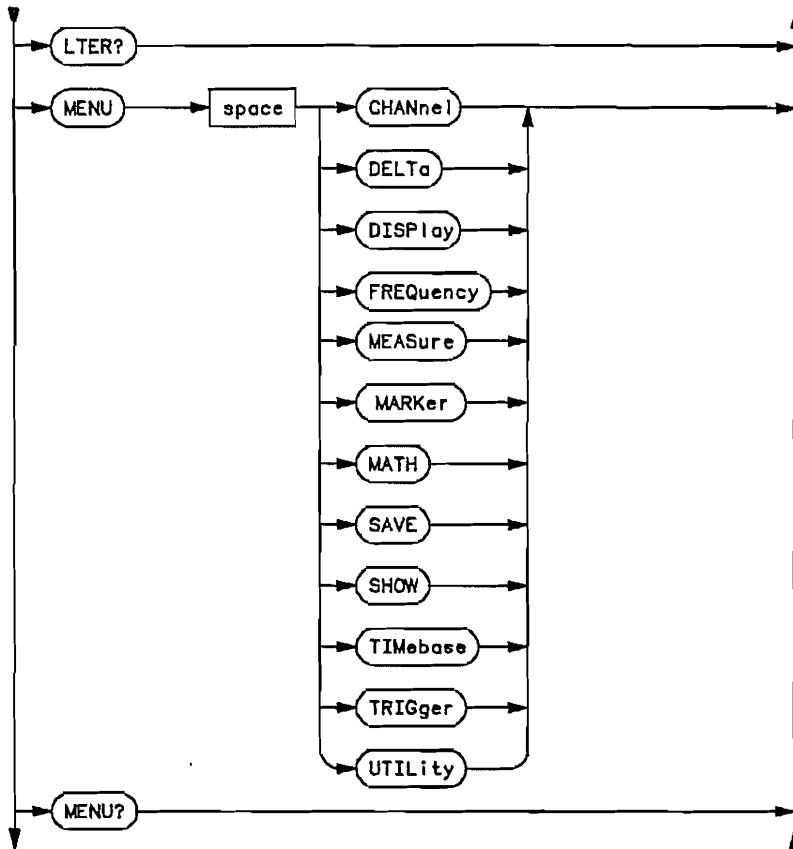 LTER?
MENU space CHANnel
DELTa
DISPlay
FREQuency
MEASure
MARKer
MATH
SAVE
SHOW
TIMebase
TRIGger
UTILity
MENU?